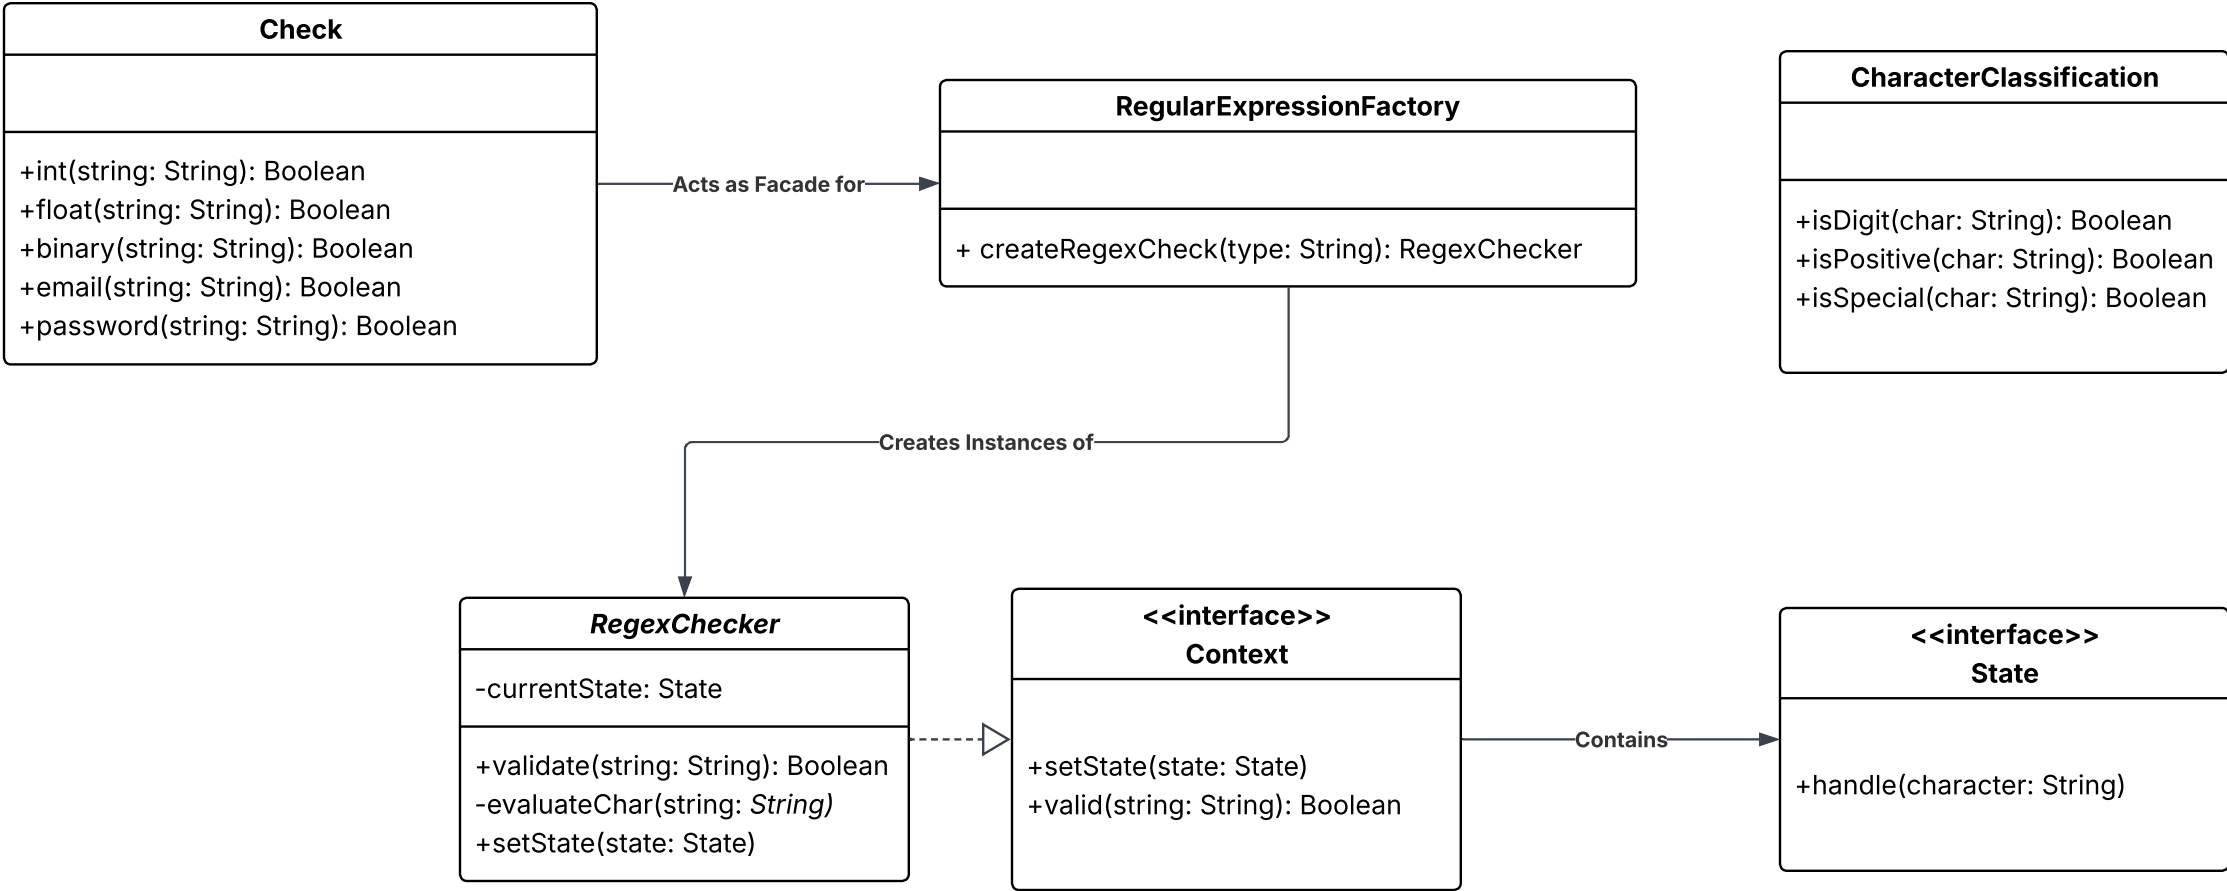 Check
+int(string: String): Boolean
+float(string: String): Boolean
+binary(string: String): Boolean
+email(string: String): Boolean
+password(string: String): Boolean
Acts as Facade for
RegularExpressionFactory
+ createRegexCheck(type: String): RegexChecker
CharacterClassification
+isDigit(char: String): Boolean
+isPositive(char: String): Boolean
+isSpecial(char: String): Boolean
Creates Instances of
RegexChecker
-currentState: State
+validate(string: String): Boolean
-evaluateChar(string: String)
+setState(state: State)
<<interface>>
Context
+setState(state: State)
+valid(string: String): Boolean
Contains
<<interface>>
State
+handle(character: String)